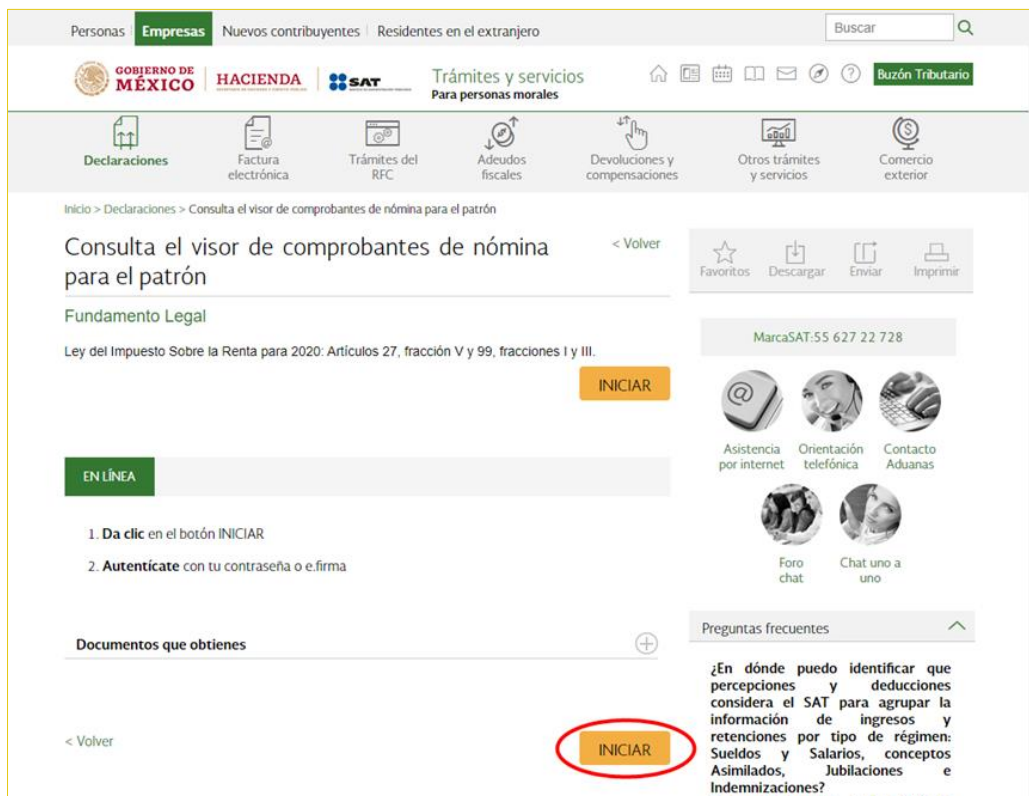 Personas
Empresas
Nuevos contribuyentes
Residentes en el extranjero
Buscar
GOBIERNO DE
MÉXICO
HACIENDA
SAT
Trámites y servicios
Para personas morales
Buzón Tributario
Declaraciones
Factura
electrónica
Trámites del
RFC
Adeudos
fiscales
Devoluciones y
compensaciones
Otros trámites
y servicios
Comercio
exterior
Inicio > Declaraciones > Consulta el visor de comprobantes de nómina para el patrón
Consulta el visor de comprobantes de nómina
para el patrón
< Volver
Favoritos
Descargar
Enviar
Imprimir
Fundamento Legal
Ley del Impuesto Sobre la Renta para 2020: Artículos 27, fracción V y 99, fracciones I y III.
INICIAR
MarcaSAT:55 627 22 728
Asistencia
por internet
Orientación
telefónica
Contacto
Aduanas
Foro
chat
Chat uno a
uno
EN LÍNEA
1. Da clic en el botón INICIAR
2. Autentícate con tu contraseña o e.firma
Documentos que obtienes
< Volver
INICIAR
Preguntas frecuentes
¿En dónde puedo identificar que
percepciones y deducciones
considera el SAT para agrupar la
información de ingresos y
retenciones por tipo de régimen:
Sueldos y Salarios, conceptos
Asimilados, Jubilaciones e
Indemnizaciones?